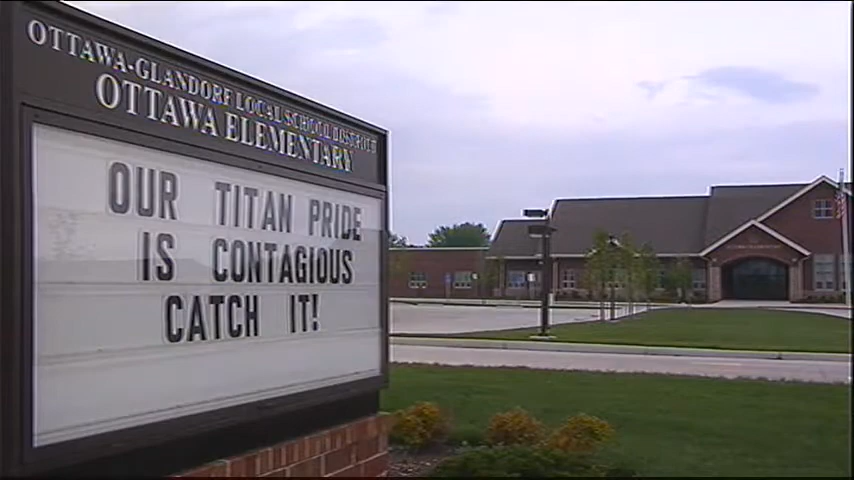 OTTAWA-GLANDORF LOCAL SCHOOL DISTRICT
OTTAWA ELEMENTARY
OUR TITAN PRIDE
IS CONTAGIOUS
CATCH IT!